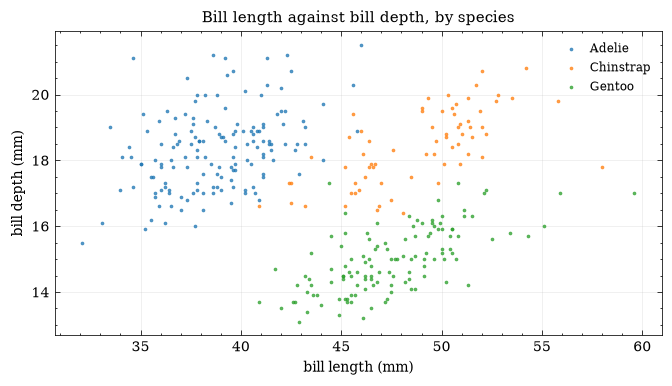 Bill length against bill depth, by species
Adelie
Chinstrap
Gentoo
bill depth (mm)
20
18
16
14
35 40 45 50 55 60
bill length (mm)